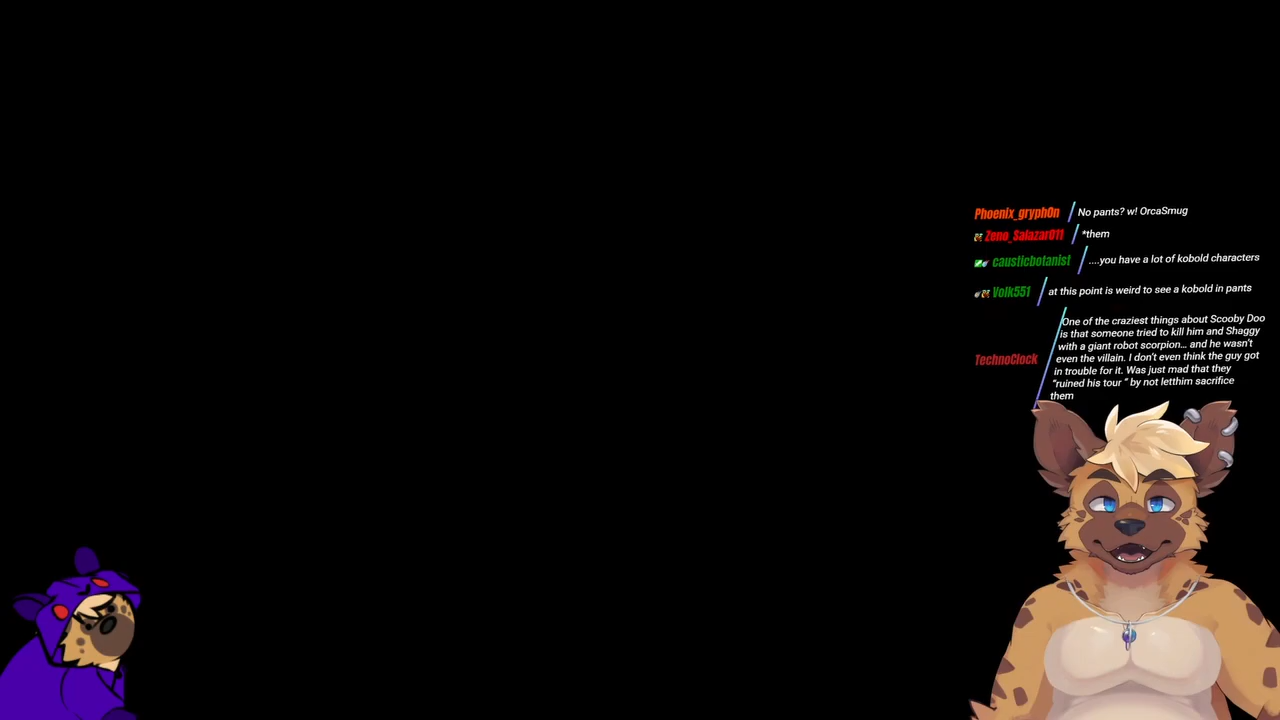 Phoenix_gryph0n No pants? w! OrcaSmug
Zeno_Salazar011 *them
causticbotanist ....you have a lot of kobold characters
Volk551 at this point is weird to see a kobold in pants
One of the craziest things about Scooby Doo
is that someone tried to kill him and Shaggy
with a giant robot scorpion... and he wasn't
even the villain. I don't even think the guy got
TechnoClock in trouble for it. Was just mad that they
"ruined his tour " by not letthim sacrifice
them